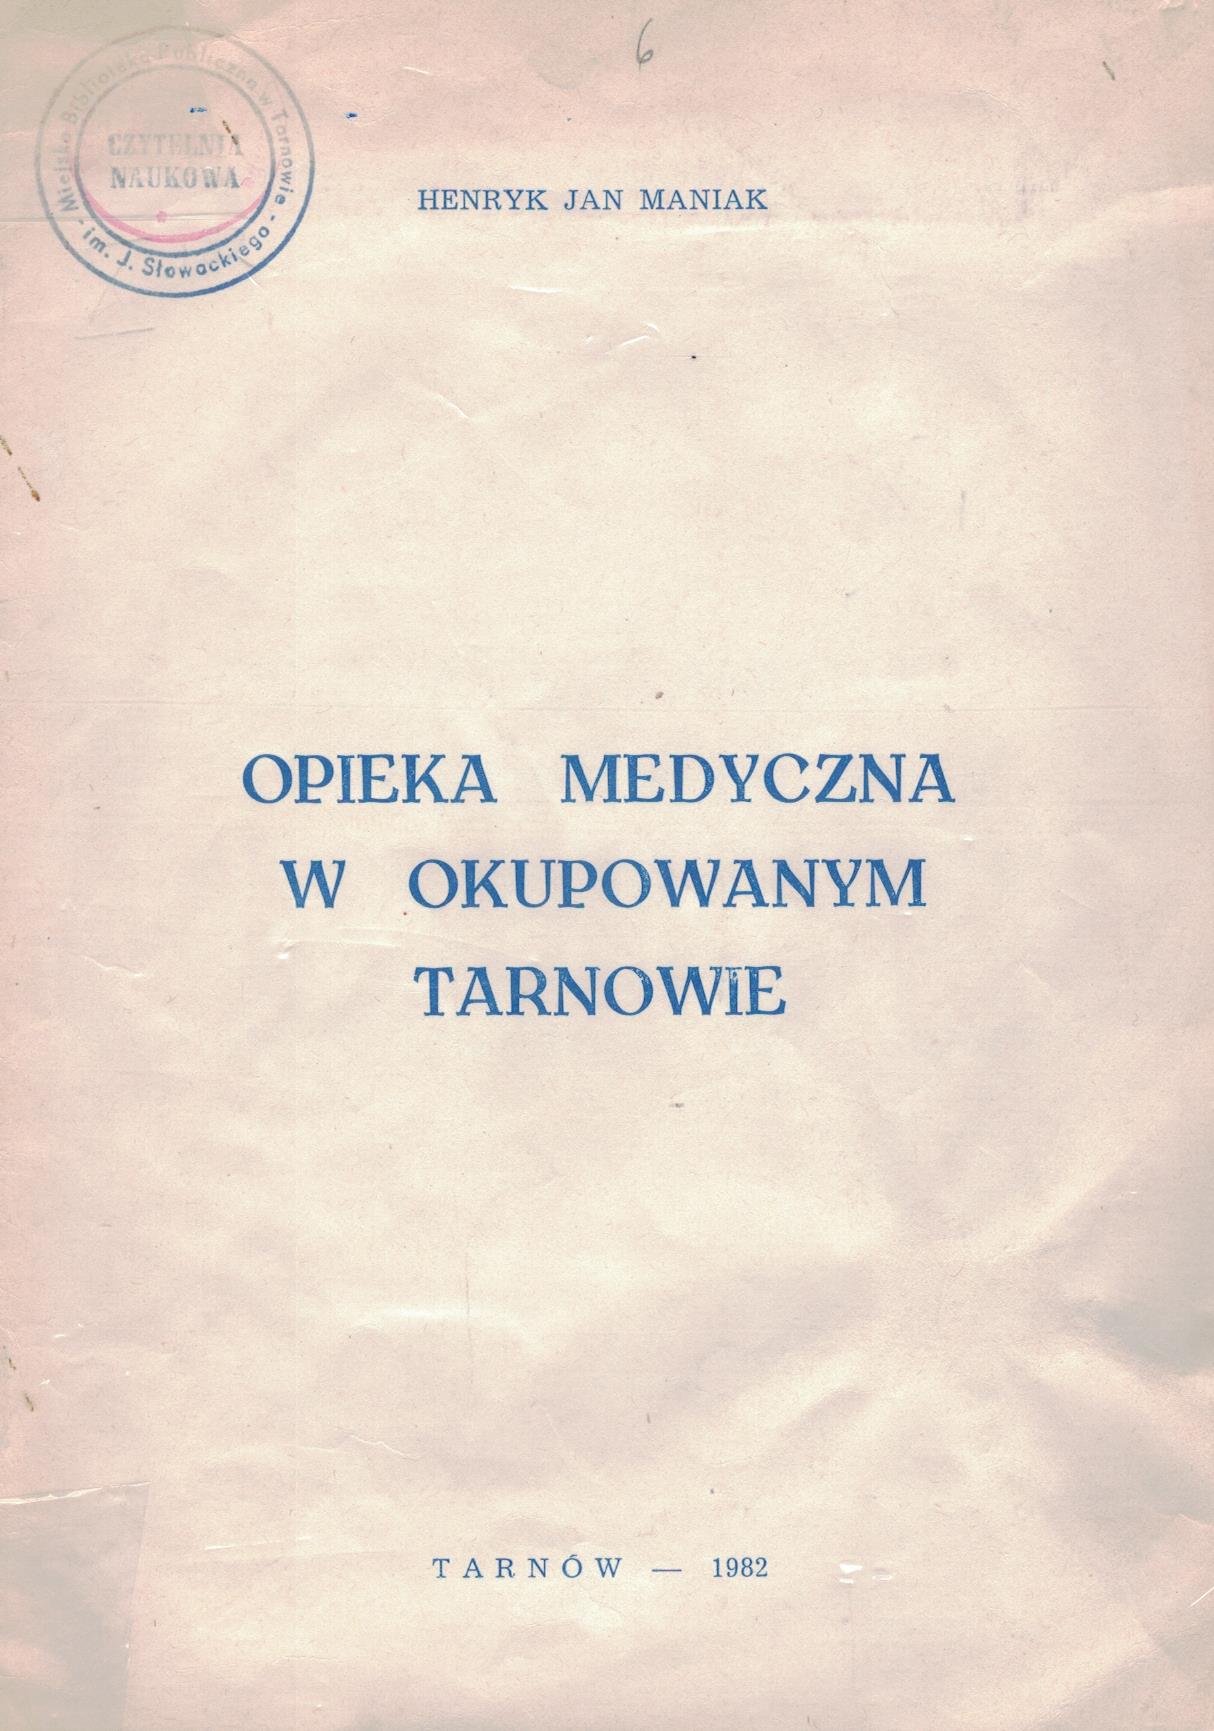 6
Miejska Biblioteka Publiczna w Tarnowie
CZYTELNIA
NAUKOWA
- im. J. Słowackiego -
HENRYK JAN MANIAK
OPIEKA MEDYCZNA
W OKUPOWANYM
TARNOWIE
TARNÓW — 1982